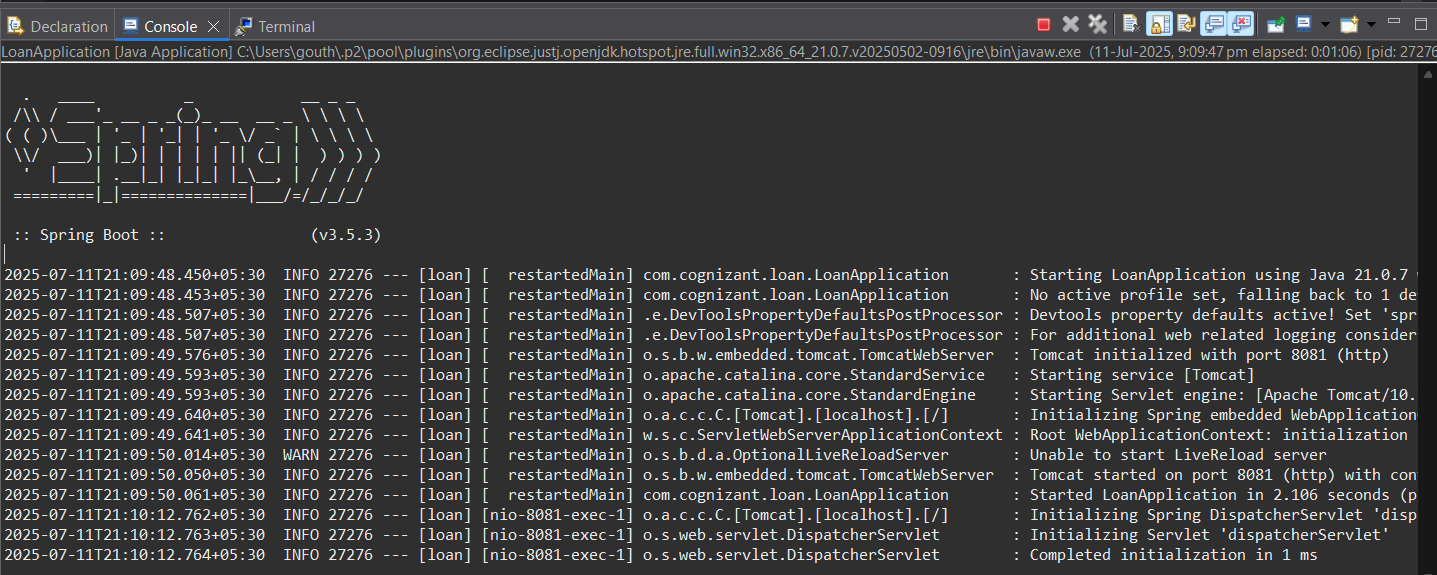 Declaration Console Terminal
LoanApplication [Java Application] C:\Users\gouth\.p2\pool\plugins\org.eclipse.justj.openjdk.hotspot.jre.full.win32.x86_64_21.0.7.v20250502-0916\jre\bin\javaw.exe (11-Jul-2025, 9:09:47 pm elapsed: 0:01:06) [pid: 27276
  .   ____          _            __ _ _
 /\\ / ___'_ __ _ _(_)_ __  __ _ \ \ \ \
( ( )\___ | '_ | '_| | '_ \/ _` | \ \ \ \
 \\/  ___)| |_)| | | | | || (_| |  ) ) ) )
  '  |____| .__|_| |_|_| |_\__, | / / / /
 =========|_|==============|___/=/_/_/_/
 :: Spring Boot ::                (v3.5.3)
2025-07-11T21:09:48.450+05:30  INFO 27276 --- [loan] [  restartedMain] com.cognizant.loan.LoanApplication       : Starting LoanApplication using Java 21.0.7
2025-07-11T21:09:48.453+05:30  INFO 27276 --- [loan] [  restartedMain] com.cognizant.loan.LoanApplication       : No active profile set, falling back to 1 de
2025-07-11T21:09:48.507+05:30  INFO 27276 --- [loan] [  restartedMain] .e.DevToolsPropertyDefaultsPostProcessor : Devtools property defaults active! Set 'spr
2025-07-11T21:09:48.507+05:30  INFO 27276 --- [loan] [  restartedMain] .e.DevToolsPropertyDefaultsPostProcessor : For additional web related logging consider
2025-07-11T21:09:49.576+05:30  INFO 27276 --- [loan] [  restartedMain] o.s.b.w.embedded.tomcat.TomcatWebServer  : Tomcat initialized with port 8081 (http)
2025-07-11T21:09:49.593+05:30  INFO 27276 --- [loan] [  restartedMain] o.apache.catalina.core.StandardService   : Starting service [Tomcat]
2025-07-11T21:09:49.593+05:30  INFO 27276 --- [loan] [  restartedMain] o.apache.catalina.core.StandardEngine    : Starting Servlet engine: [Apache Tomcat/10.
2025-07-11T21:09:49.640+05:30  INFO 27276 --- [loan] [  restartedMain] o.a.c.c.C.[Tomcat].[localhost].[/]       : Initializing Spring embedded WebApplication
2025-07-11T21:09:49.641+05:30  INFO 27276 --- [loan] [  restartedMain] w.s.c.ServletWebServerApplicationContext : Root WebApplicationContext: initialization
2025-07-11T21:09:50.014+05:30  WARN 27276 --- [loan] [  restartedMain] o.s.b.d.a.OptionalLiveReloadServer       : Unable to start LiveReload server
2025-07-11T21:09:50.050+05:30  INFO 27276 --- [loan] [  restartedMain] o.s.b.w.embedded.tomcat.TomcatWebServer  : Tomcat started on port 8081 (http) with con
2025-07-11T21:09:50.061+05:30  INFO 27276 --- [loan] [  restartedMain] com.cognizant.loan.LoanApplication       : Started LoanApplication in 2.106 seconds (p
2025-07-11T21:10:12.762+05:30  INFO 27276 --- [loan] [nio-8081-exec-1] o.a.c.c.C.[Tomcat].[localhost].[/]       : Initializing Spring DispatcherServlet 'disp
2025-07-11T21:10:12.763+05:30  INFO 27276 --- [loan] [nio-8081-exec-1] o.s.web.servlet.DispatcherServlet        : Initializing Servlet 'dispatcherServlet'
2025-07-11T21:10:12.764+05:30  INFO 27276 --- [loan] [nio-8081-exec-1] o.s.web.servlet.DispatcherServlet        : Completed initialization in 1 ms